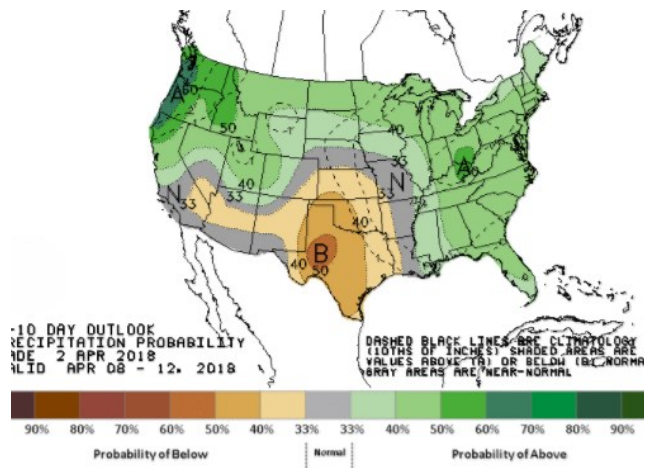 A 60
50
40
33
N
33
40
33
N
33
A
40
B
40
50
-10 DAY OUTLOOK
RECIPITATION PROBABILITY
ADE 2 APR 2018
ALID APR 08 - 12, 2018
DASHED BLACK LINES ARE CLIMATOLOGY
(10THS OF INCHES) SHADED AREAS ARE
VALUES ABOVE (A) OR BELOW (B) NORMA
GRAY AREAS ARE NEAR-NORMAL
90% 80% 70% 60% 50% 40% 33% 33% 40% 50% 60% 70% 80% 90%
Probability of Below Normal Probability of Above